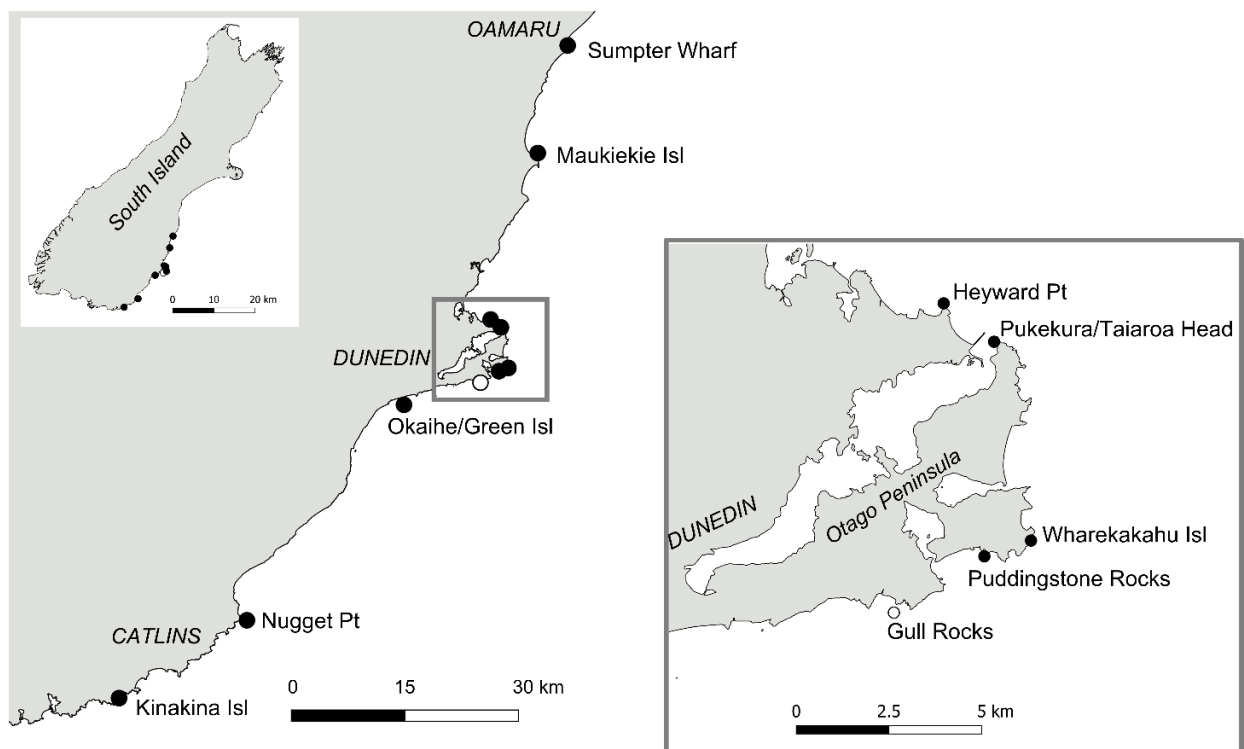 OAMARU
Sumpter Wharf
Maukiekie Isl
South Island
0 10 20 km
DUNEDIN
Okaihe/Green Isl
Nugget Pt
CATLINS
Kinakina Isl
0 15 30 km
Heyward Pt
Pukekura/Taiaroa Head
Otago Peninsula
DUNEDIN
Wharekakahu Isl
Puddingstone Rocks
Gull Rocks
0 2.5 5 km